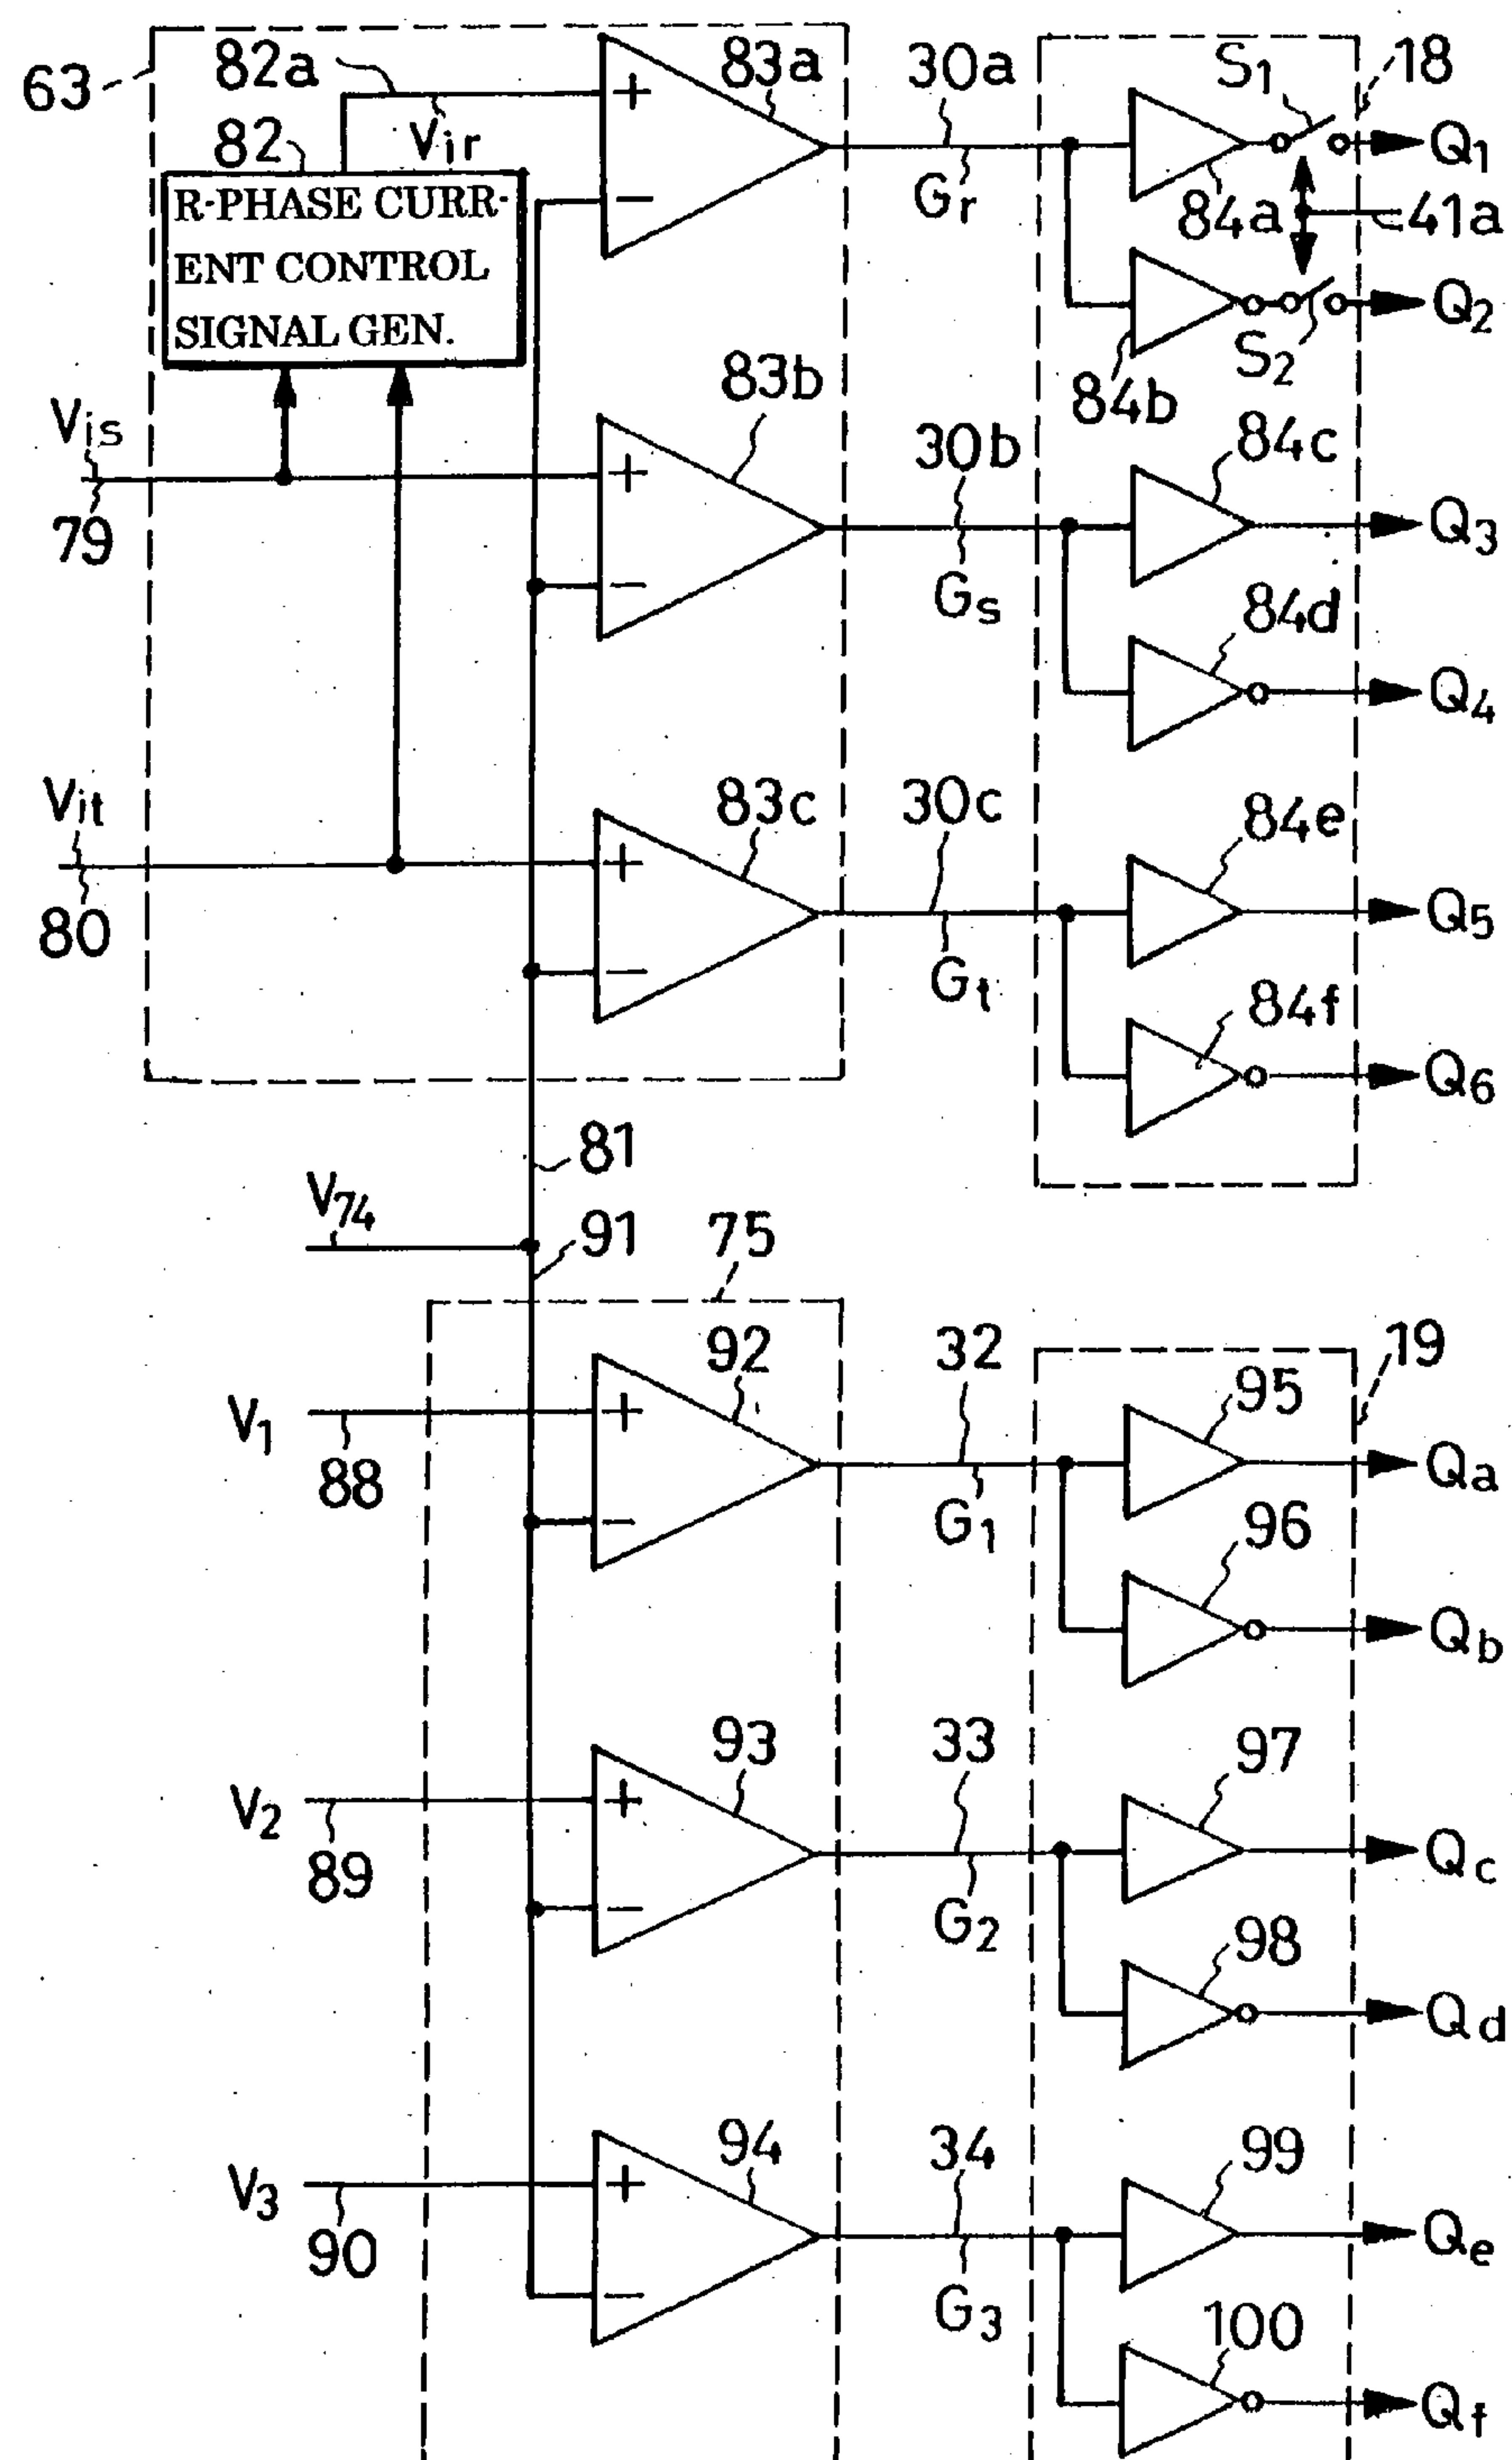 63
82a
83a
30a
S1
18
82
Vir
Q1
R-PHASE CURR-
ENT CONTROL
SIGNAL GEN.
+
−
Gr
84a
41a
Q2
S2
84b
83b
Vis
79
+
−
30b
Gs
84c
Q3
84d
Q4
Vit
80
83c
+
−
30c
Gt
84e
Q5
84f
Q6
81
V74
91
75
92
32
19
V1
88
+
−
G1
95
Qa
96
Qb
93
33
97
V2
89
+
−
G2
Qc
98
Qd
94
34
99
V3
90
+
−
G3
Qe
100
Qf